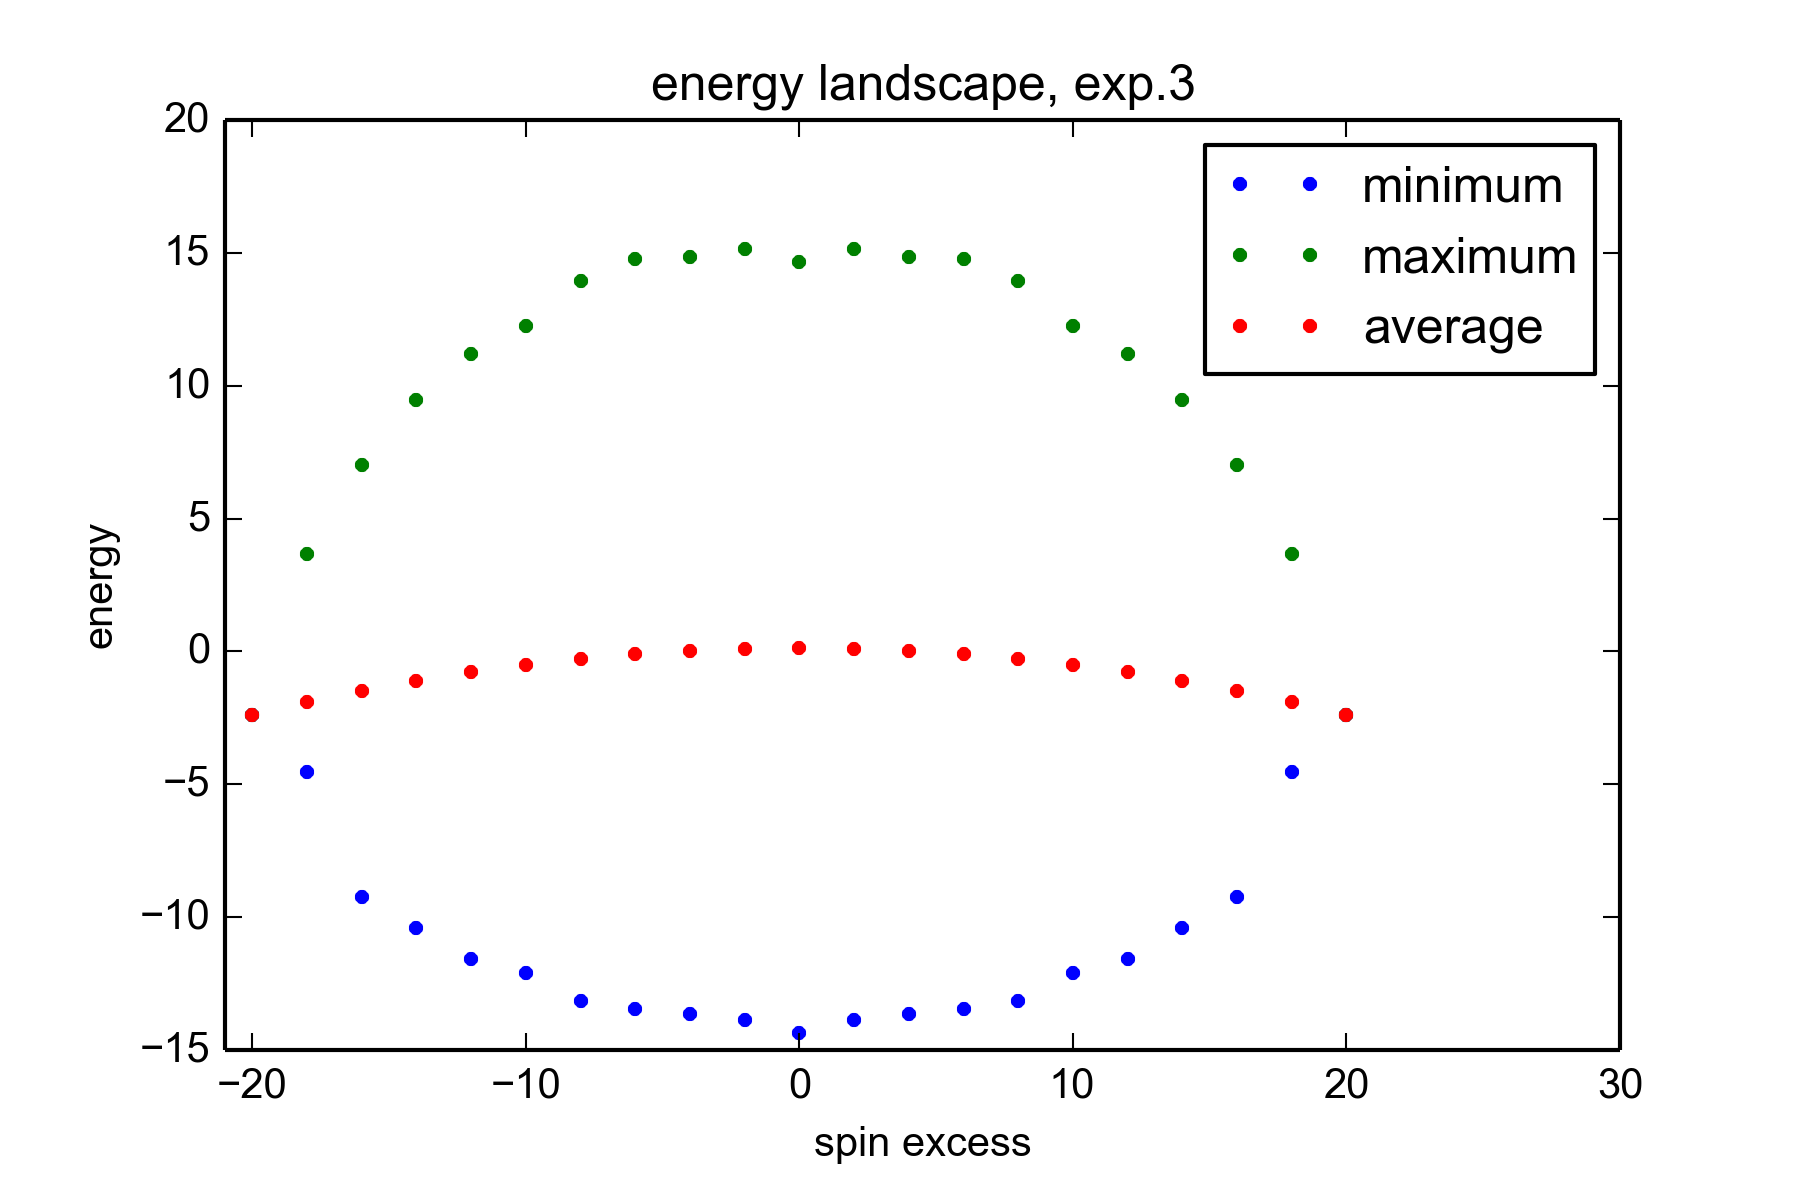 energy landscape, exp.3
20
15
10
5
0
−5
−10
−15
energy
minimum
maximum
average
−20 −10 0 10 20 30
spin excess